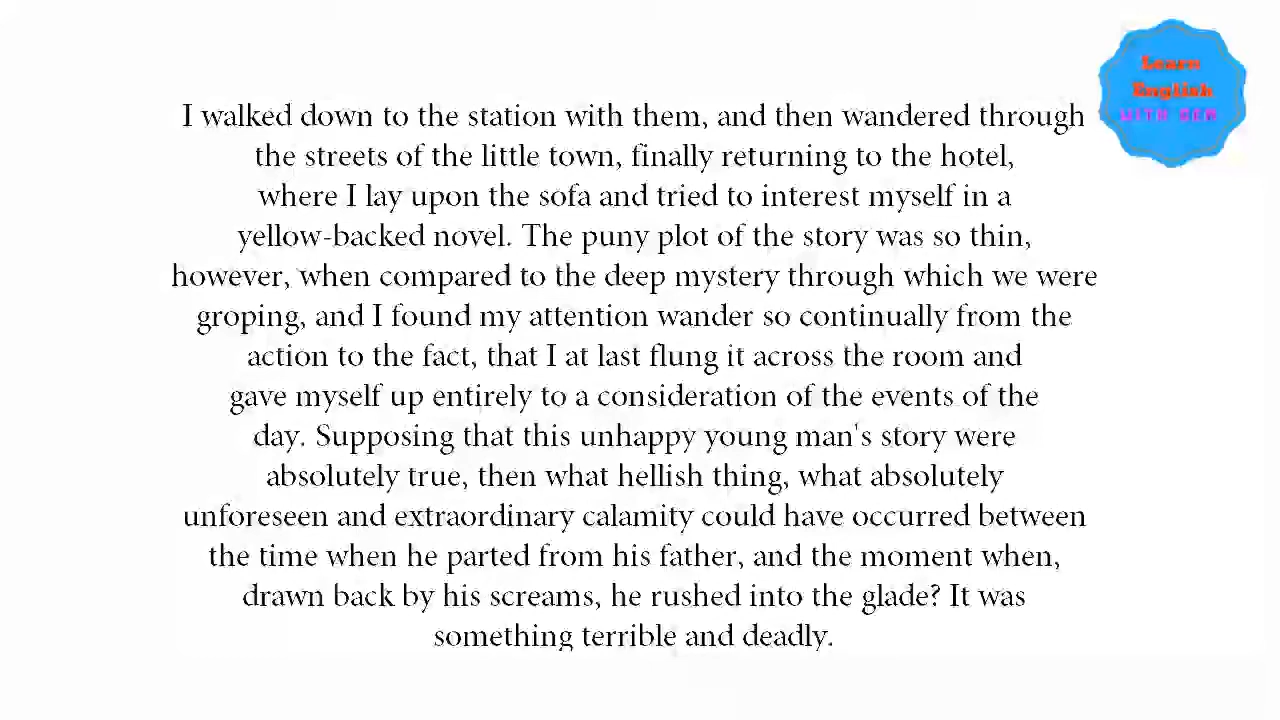 Learn
English
WITH GEM
I walked down to the station with them, and then wandered through
the streets of the little town, finally returning to the hotel,
where I lay upon the sofa and tried to interest myself in a
yellow-backed novel. The puny plot of the story was so thin,
however, when compared to the deep mystery through which we were
groping, and I found my attention wander so continually from the
action to the fact, that I at last flung it across the room and
gave myself up entirely to a consideration of the events of the
day. Supposing that this unhappy young man's story were
absolutely true, then what hellish thing, what absolutely
unforeseen and extraordinary calamity could have occurred between
the time when he parted from his father, and the moment when,
drawn back by his screams, he rushed into the glade? It was
something terrible and deadly.